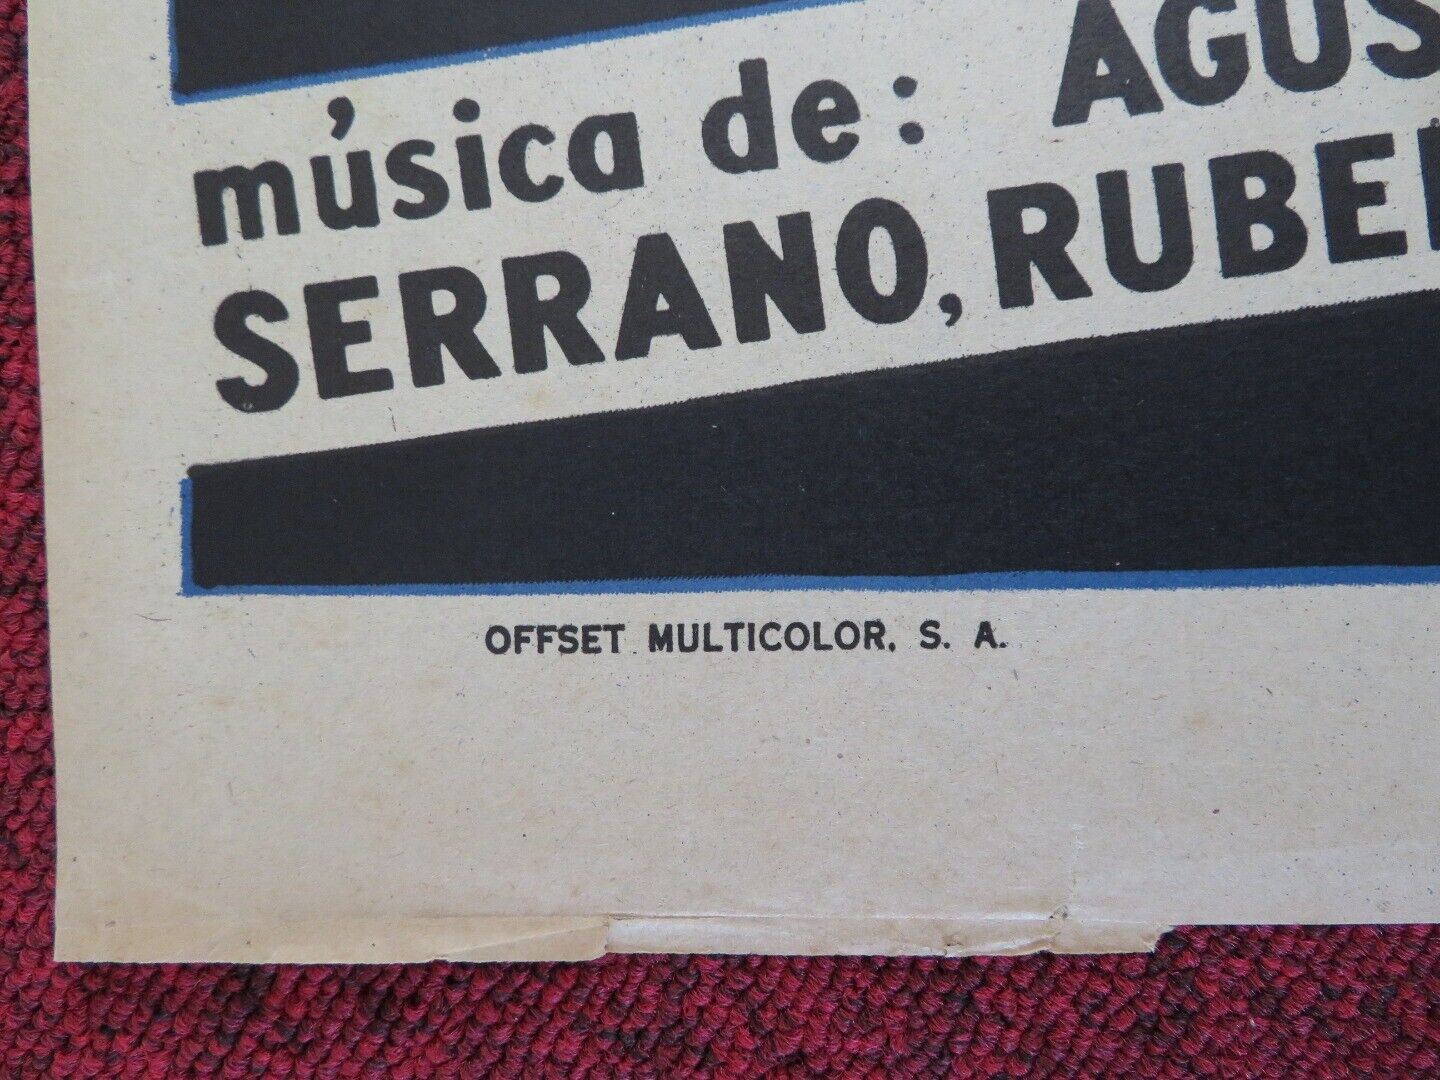 música de: AGUS
SERRANO, RUBE
OFFSET MULTICOLOR, S. A.